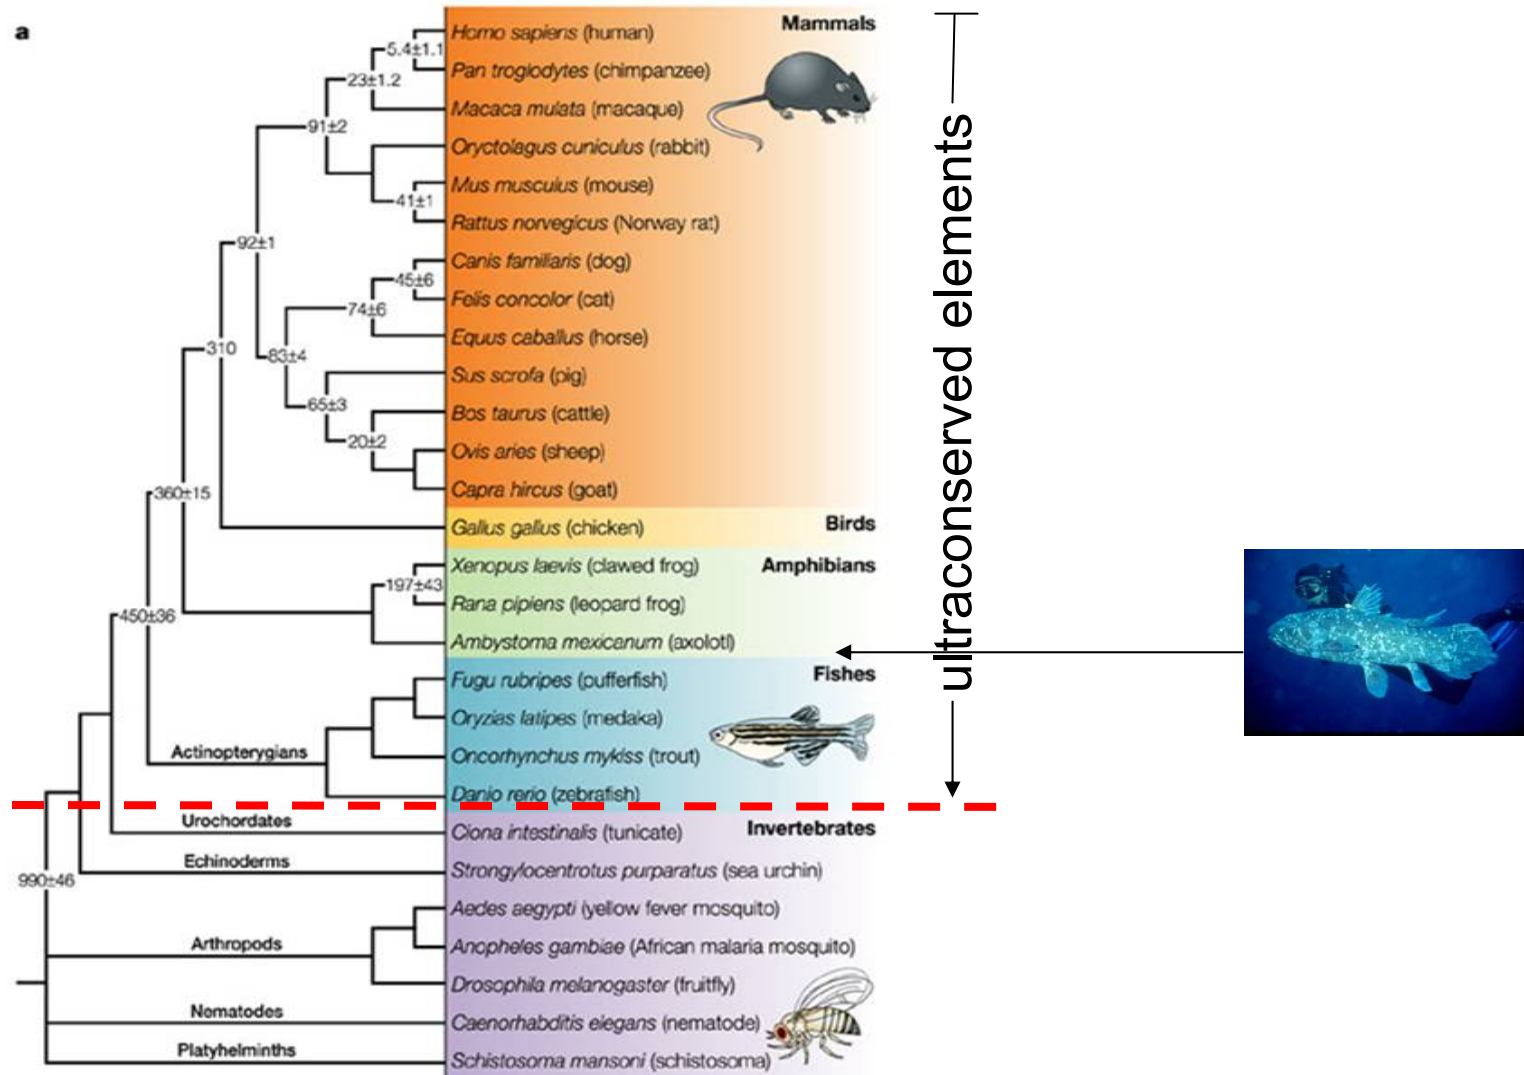 a
Mammals
Homo sapiens (human)
5.4±1.1
Pan troglodytes (chimpanzee)
23±1.2
Macaca mulata (macaque)
91±2
Oryctolagus cuniculus (rabbit)
Mus musculus (mouse)
41±1
Rattus norvegicus (Norway rat)
92±1
Canis familiaris (dog)
45±6
Felis concolor (cat)
74±6
Equus caballus (horse)
310
83±4
Sus scrofa (pig)
65±3
Bos taurus (cattle)
20±2
Ovis aries (sheep)
Capra hircus (goat)
360±15
Birds
Gallus gallus (chicken)
Xenopus laevis (clawed frog)
Amphibians
197±43
Rana pipiens (leopard frog)
450±36
Ambystoma mexicanum (axolotl)
Fishes
Fugu rubripes (pufferfish)
Oryzias latipes (medaka)
Actinopterygians
Oncorhynchus mykiss (trout)
Danio rerio (zebrafish)
Urochordates
Invertebrates
Ciona intestinalis (tunicate)
Echinoderms
Strongylocentrotus purparatus (sea urchin)
990±46
Aedes aegypti (yellow fever mosquito)
Arthropods
Anopheles gambiae (African malaria mosquito)
Drosophila melanogaster (fruitfly)
Nematodes
Caenorhabditis elegans (nematode)
Platyhelminths
Schistosoma mansoni (schistosoma)
ultraconserved elements